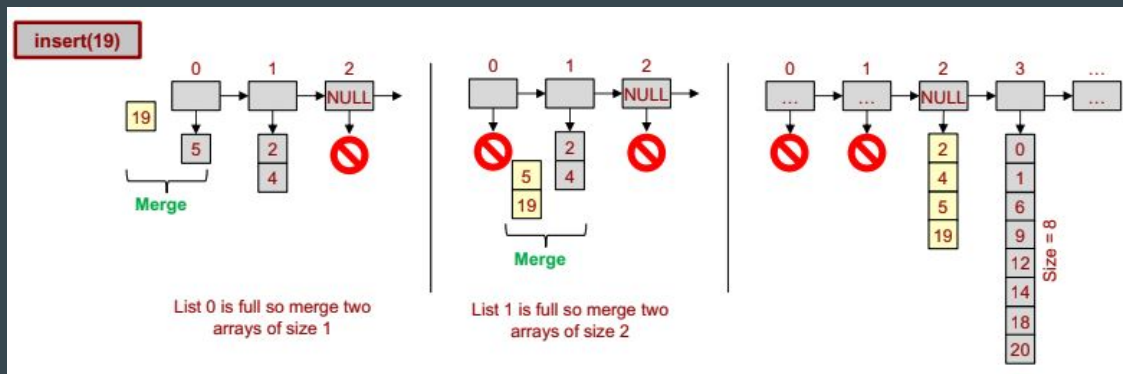 insert(19)
0 1 2
NULL
19
5
2
4
Merge
List 0 is full so merge two
arrays of size 1
0 1 2
NULL
2
4
5
19
Merge
List 1 is full so merge two
arrays of size 2
0 1 2 3 ...
... ... NULL ...
2
4
5
19
0
1
6
9
12
14
18
20
Size = 8